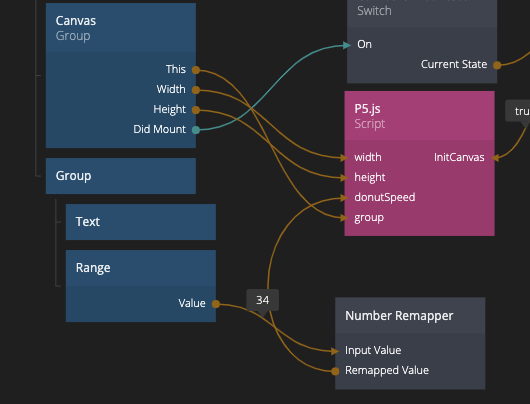 Canvas
Group
This
Width
Height
Did Mount
Group
Text
Range
Value
34
Switch
On
Current State
P5.js
Script
width
InitCanvas
height
donutSpeed
group
tru
Number Remapper
Input Value
Remapped Value